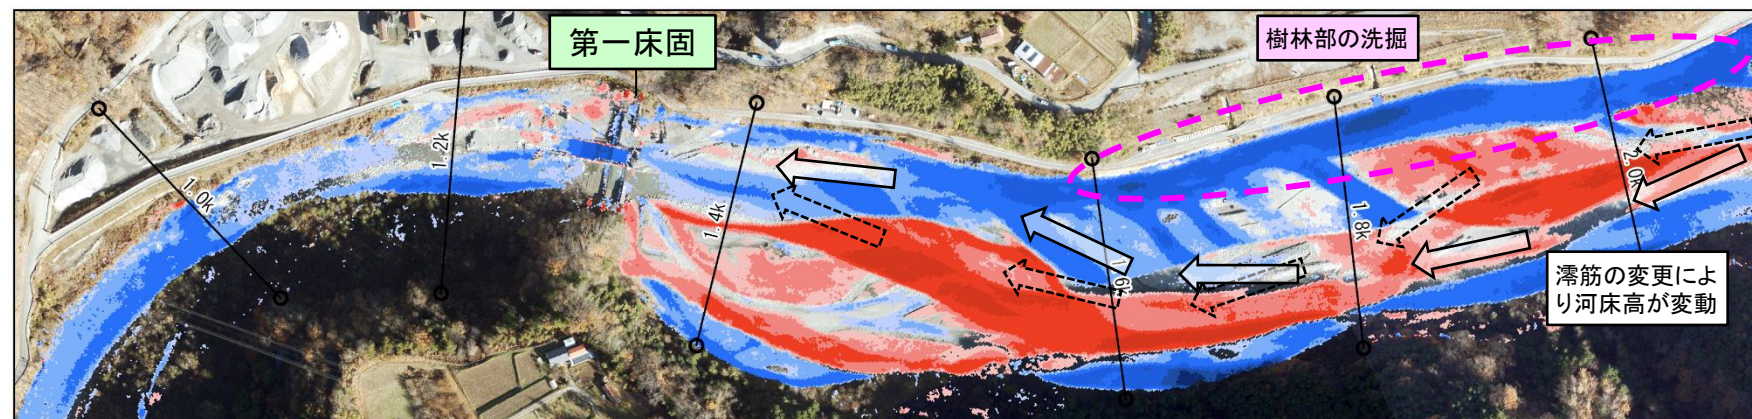 第一床固
樹林部の洗掘
1.0k
1.2k
1.4k
1.6k
1.8k
2.0k
澪筋の変更によ
り河床高が変動